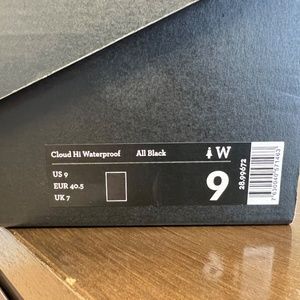 Cloud Hi Waterproof All Black W
US 9
EUR 40.5
UK 7
9
28.99672